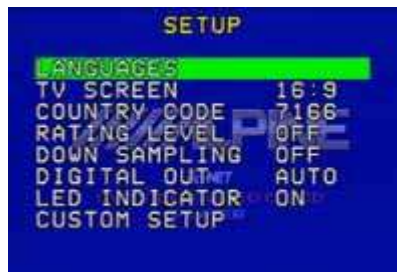 SETUP
LANGUAGES
TV SCREEN 16:9
COUNTRY CODE 7166
RATING LEVEL OFF
DOWN SAMPLING OFF
DIGITAL OUT AUTO
LED INDICATOR ON
CUSTOM SETUP
ALPINE